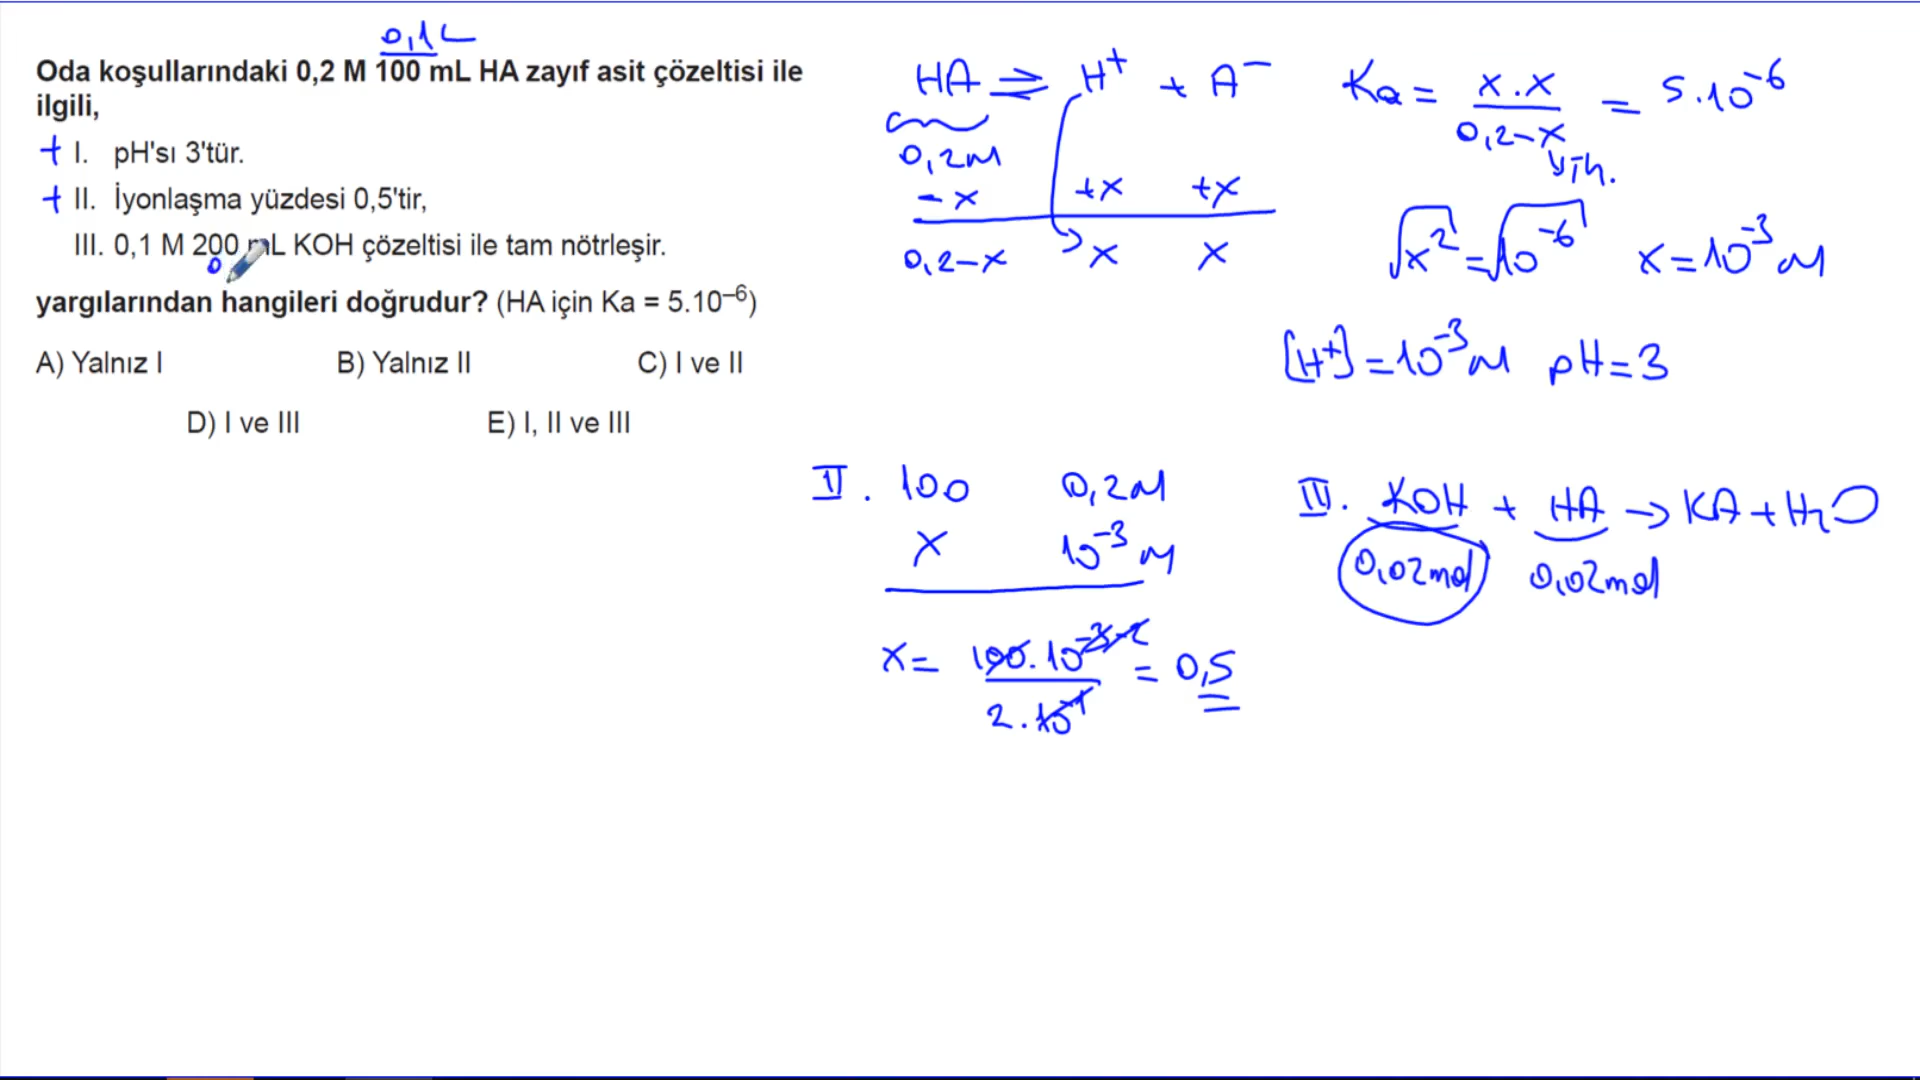 0,1L
Oda koşullarındaki 0,2 M 100 mL HA zayıf asit çözeltisi ile
ilgili,
+ I. pH'sı 3'tür.
+ II. İyonlaşma yüzdesi 0,5'tir,
III. 0,1 M 200 mL KOH çözeltisi ile tam nötrleşir.
0
yargılarından hangileri doğrudur? (HA için Ka = 5.10⁻⁶)
A) Yalnız I B) Yalnız II C) I ve II
D) I ve III E) I, II ve III
HA ⇌ H⁺ + A⁻
0,2M
-x +x +x
0,2-x x x
Ka = x.x / 0,2-x = 5.10⁻⁶
ih.
√x² = √10⁻⁶ x = 10⁻³ M
[H⁺] = 10⁻³ M pH = 3
II. 100 0,2M
x 10⁻³ M
x = 100.10⁻³⁻² / 2.10⁻¹ = 0,5
III. KOH + HA → KA + H₂O
0,02mol 0,02mol